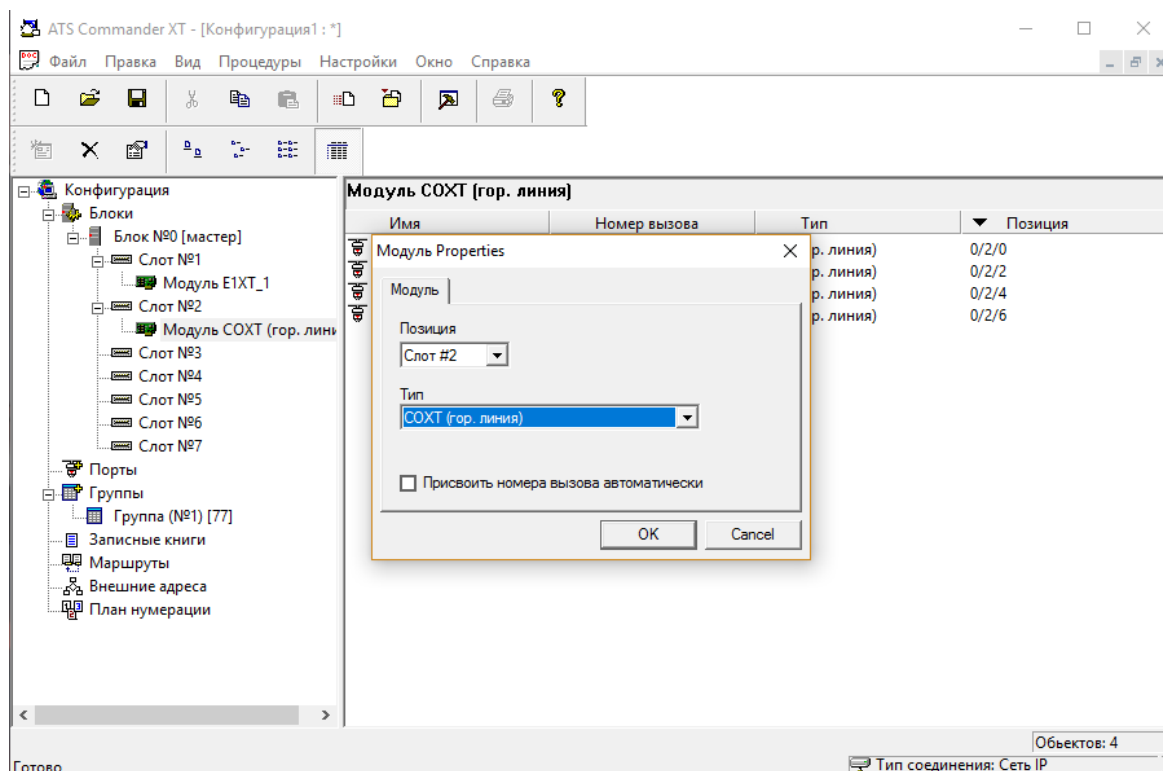 ATS Commander XT - [Конфигурация1 : *]
Файл Правка Вид Процедуры Настройки Окно Справка
Конфигурация
Блоки
Блок №0 [мастер]
Слот №1
Модуль E1XT_1
Слот №2
Модуль COXT (гор. лини
Слот №3
Слот №4
Слот №5
Слот №6
Слот №7
Порты
Группы
Группа (№1) [77]
Записные книги
Маршруты
Внешние адреса
План нумерации
Модуль COXT (гор. линия)
Имя Номер вызова Тип Позиция
р. линия) 0/2/0
р. линия) 0/2/2
р. линия) 0/2/4
р. линия) 0/2/6
Модуль Properties
Модуль
Позиция
Слот #2
Тип
COXT (гор. линия)
Присвоить номера вызова автоматически
OK Cancel
Обьектов: 4
Готово Тип соединения: Сеть IP